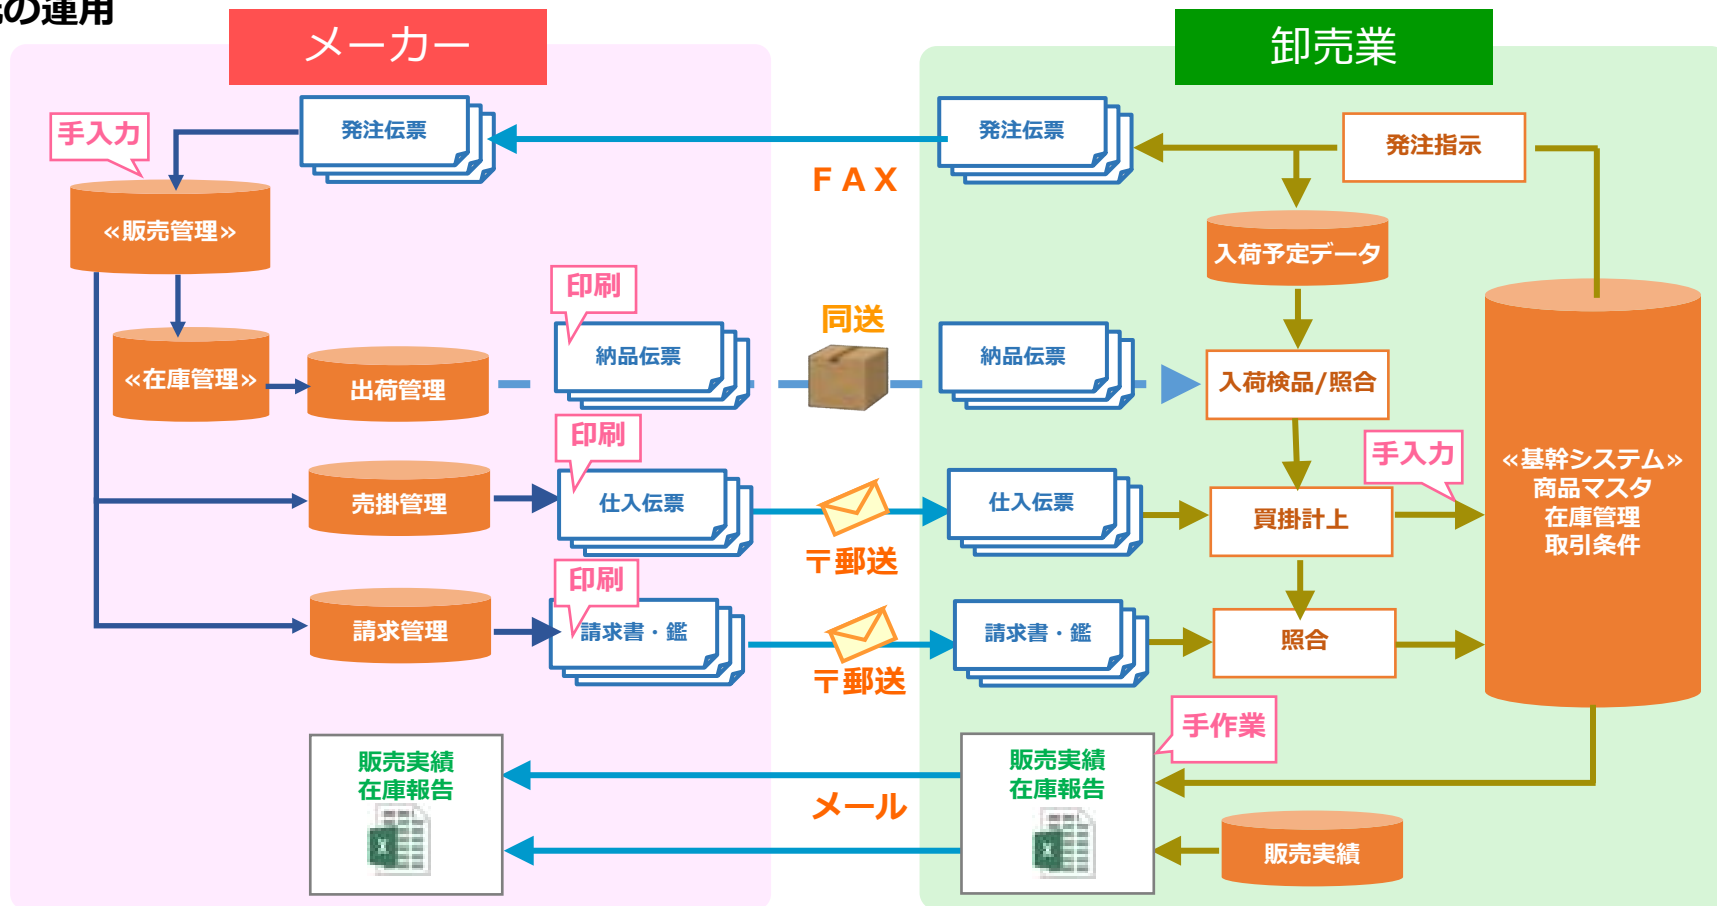 の運用
メーカー
卸売業
手入力
発注伝票
発注伝票
発注指示
ＦＡＸ
≪販売管理≫
入荷予定データ
印刷
同送
納品伝票
納品伝票
≪在庫管理≫
出荷管理
入荷検品/照合
印刷
手入力
売掛管理
仕入伝票
仕入伝票
買掛計上
≪基幹システム≫
商品マスタ
在庫管理
取引条件
〒郵送
印刷
請求管理
請求書・鑑
請求書・鑑
照合
〒郵送
手作業
販売実績
在庫報告
販売実績
在庫報告
メール
販売実績